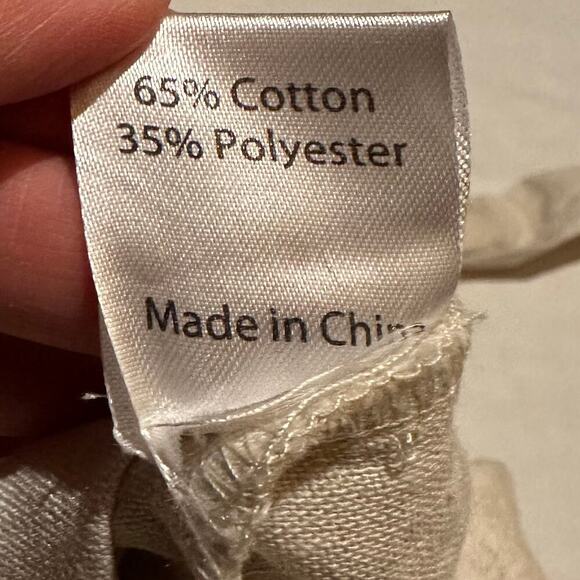 65% Cotton
35% Polyester
Made in China